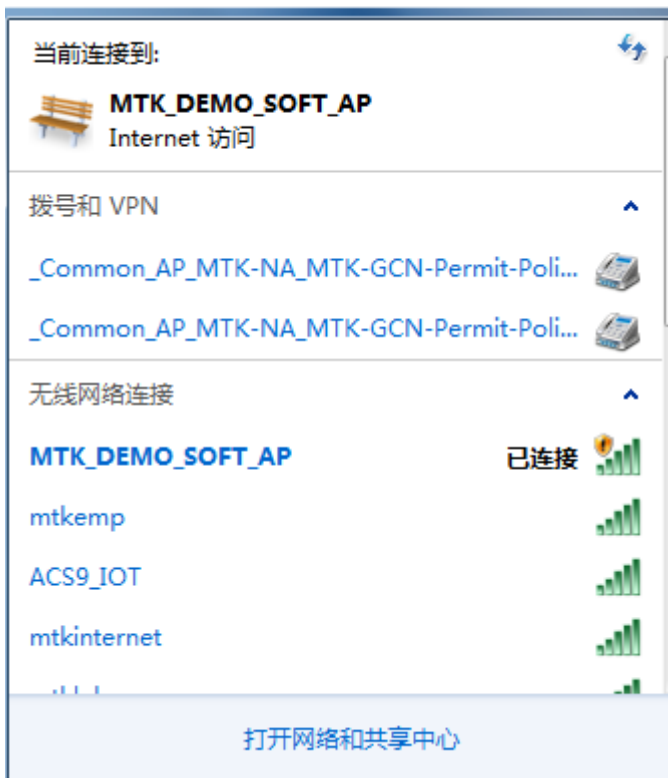 当前连接到:
MTK_DEMO_SOFT_AP
Internet 访问
拨号和 VPN
_Common_AP_MTK-NA_MTK-GCN-Permit-Poli...
_Common_AP_MTK-NA_MTK-GCN-Permit-Poli...
无线网络连接
MTK_DEMO_SOFT_AP 已连接
mtkemp
ACS9_IOT
mtkinternet
打开网络和共享中心